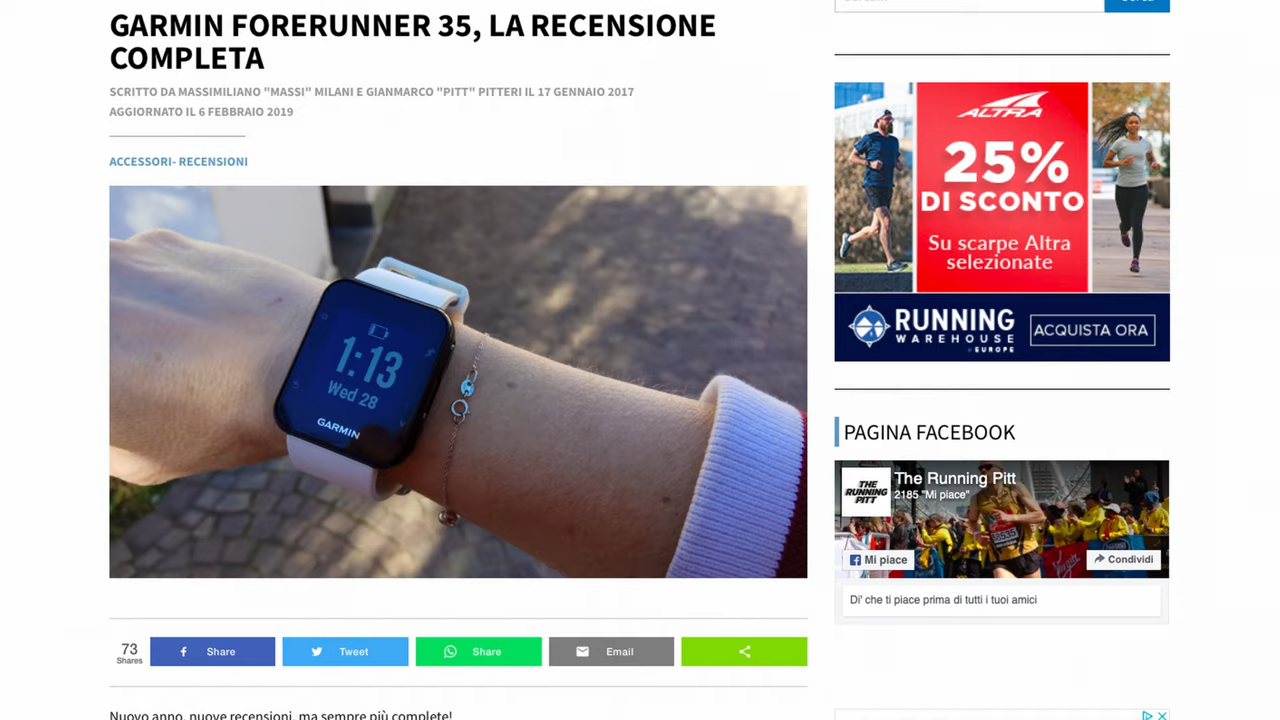 GARMIN FORERUNNER 35, LA RECENSIONE
COMPLETA
SCRITTO DA MASSIMILIANO "MASSI" MILANI E GIANMARCO "PITT" PITTERI IL 17 GENNAIO 2017
AGGIORNATO IL 6 FEBBRAIO 2019
ACCESSORI- RECENSIONI
1:13
Wed 28
GARMIN
73
Shares
Share
Tweet
Share
Email
Nuovo anno, nuove recensioni, ma sempre più complete!
ALTRA
25%
DI SCONTO
Su scarpe Altra
selezionate
RUNNING
WAREHOUSE
EUROPE
ACQUISTA ORA
PAGINA FACEBOOK
THE
RUNNING
PITT
The Running Pitt
2185 "Mi piace"
Mi piace
Condividi
Di' che ti piace prima di tutti i tuoi amici